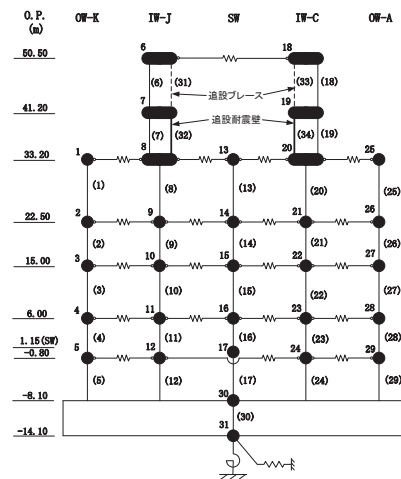 O.P. OW-K IW-J SW IW-C OW-A
(m)
50.50 6 18
(6) (31) (33) (18)
追設ブレース
41.20 7 19
追設耐震壁
(7) (32) (34) (19)
33.20 1 8 13 20 25
(1) (8) (13) (20) (25)
22.50 2 9 14 21 26
(2) (9) (14) (21) (26)
15.00 3 10 15 22 27
(3) (10) (15) (22) (27)
6.00 4 11 16 23 28
(4) (11) (16) (23) (28)
1.15(SW) 17
-0.80 5 12 24 29
(5) (12) (17) (24) (29)
-8.10 30
(30)
-14.10 31